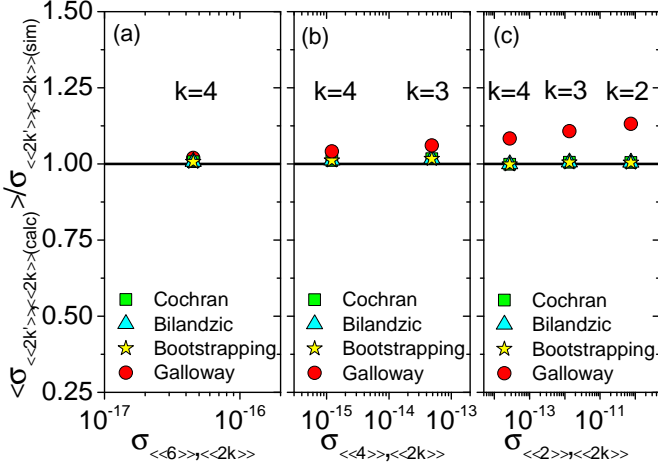 <σ<<2k'>>,<<2k>>(calc)>/σ<<2k'>>,<<2k>>(sim)
1.50
1.25
1.00
0.75
0.50
0.25
(a)
k=4
Cochran
Bilandzic
Bootstrapping
Galloway
10-17
10-16
σ<<6>>,<<2k>>
(b)
k=4
k=3
Cochran
Bilandzic
Bootstrapping
Galloway
10-15
10-14
10-13
σ<<4>>,<<2k>>
(c)
k=4
k=3
k=2
Cochran
Bilandzic
Bootstrapping
Galloway
10-13
10-11
σ<<2>>,<<2k>>